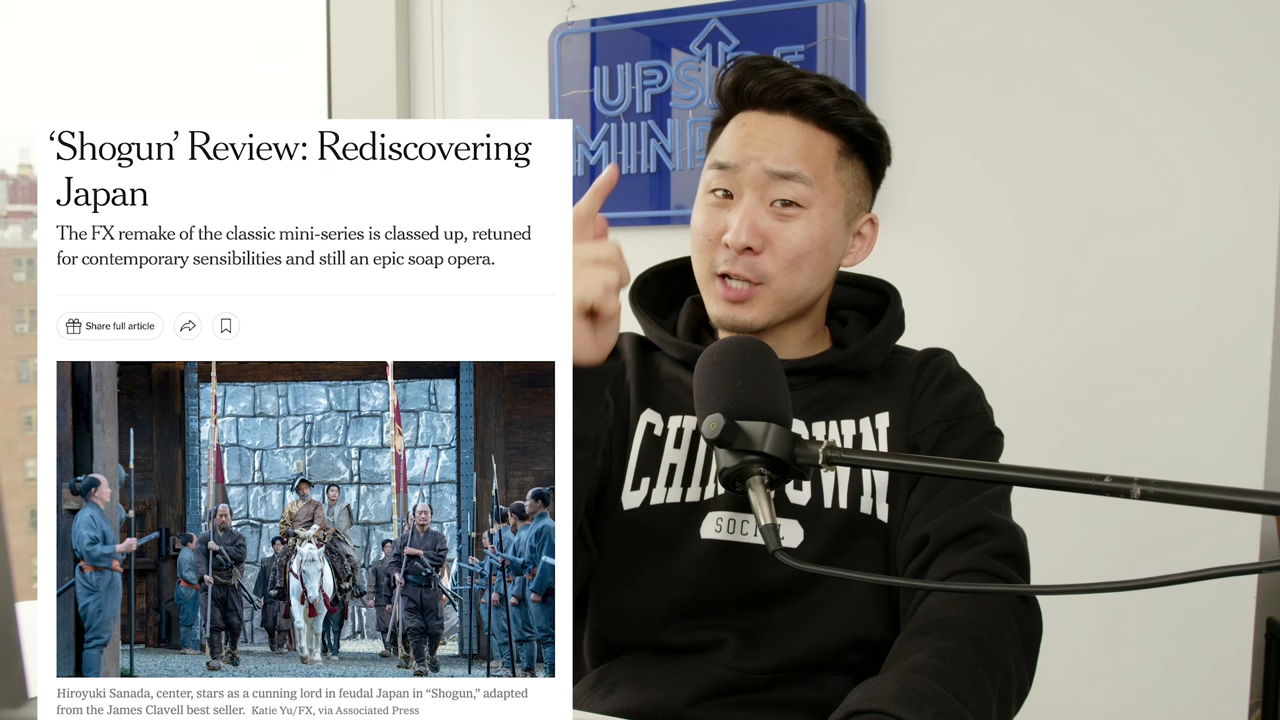 ‘Shogun’ Review: Rediscovering
Japan
The FX remake of the classic mini-series is classed up, retuned
for contemporary sensibilities and still an epic soap opera.
Share full article
Hiroyuki Sanada, center, stars as a cunning lord in feudal Japan in “Shogun,” adapted
from the James Clavell best seller. Katie Yu/FX, via Associated Press